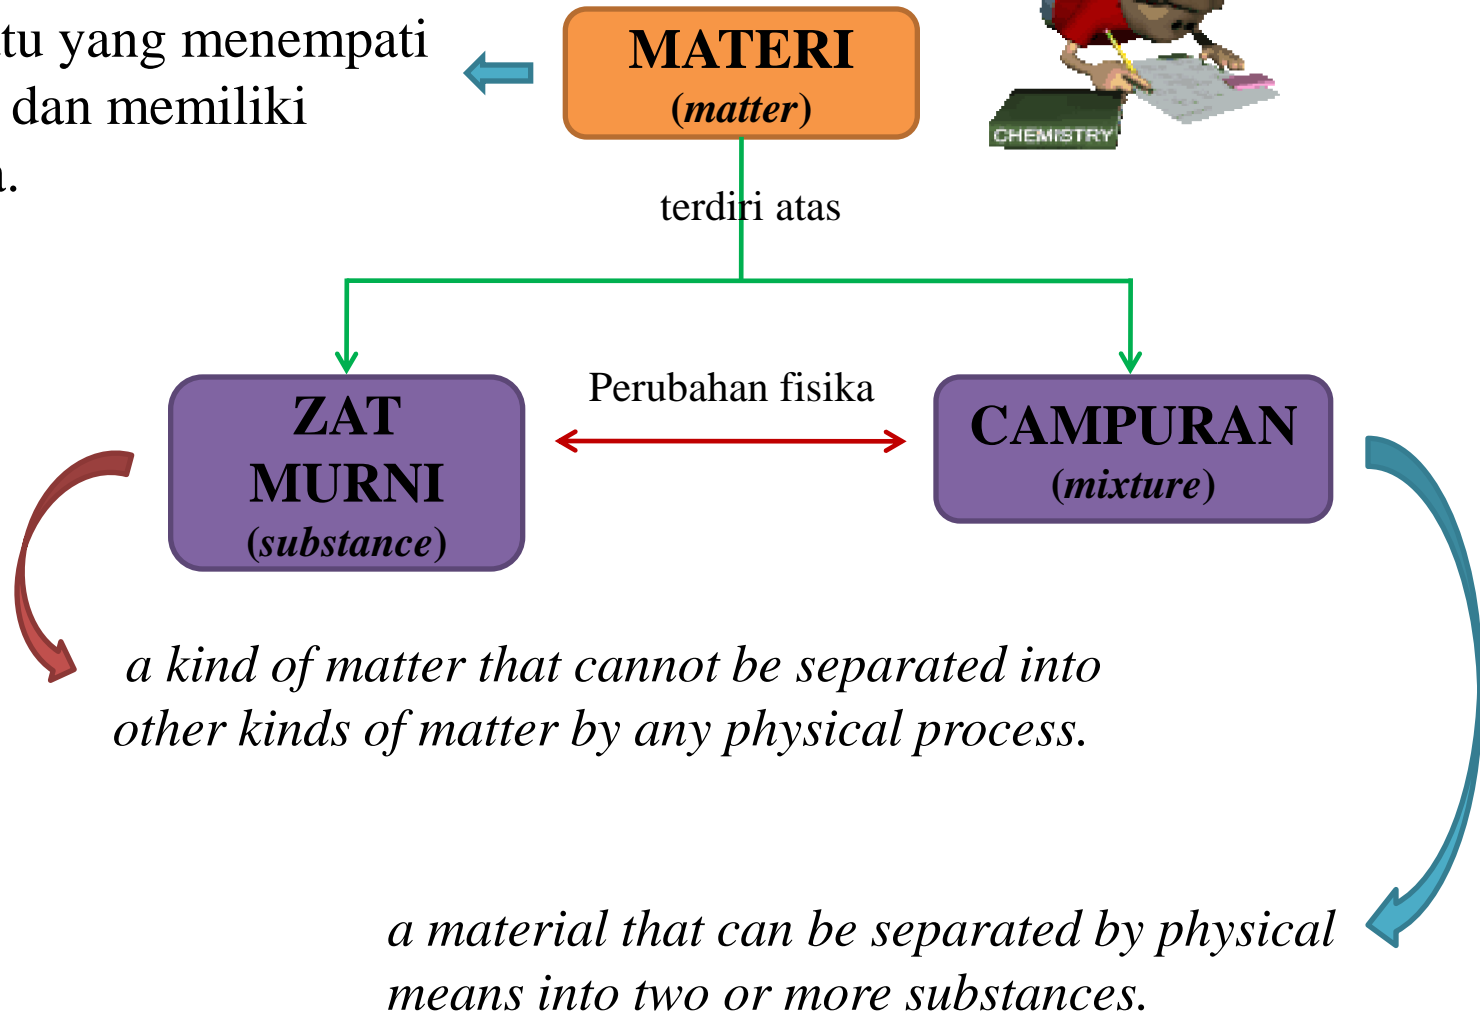 yang menempati
dan memiliki
MATERI
(matter)
CHEMISTRY
terdiri atas
ZAT
MURNI
(substance)
Perubahan fisika
CAMPURAN
(mixture)
a kind of matter that cannot be separated into
other kinds of matter by any physical process.
a material that can be separated by physical
means into two or more substances.